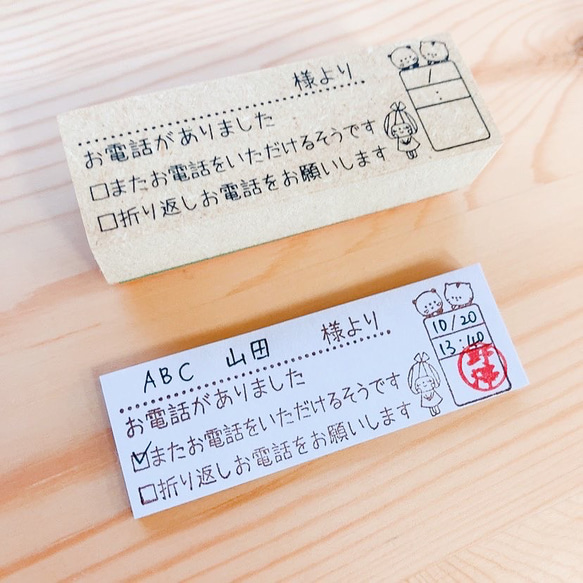 様より
お電話がありました
□またお電話をいただけるそうです
□折り返しお電話をお願いします
ABC 山田 様より
お電話がありました
☑またお電話をいただけるそうです
□折り返しお電話をお願いします
10/20
13:40